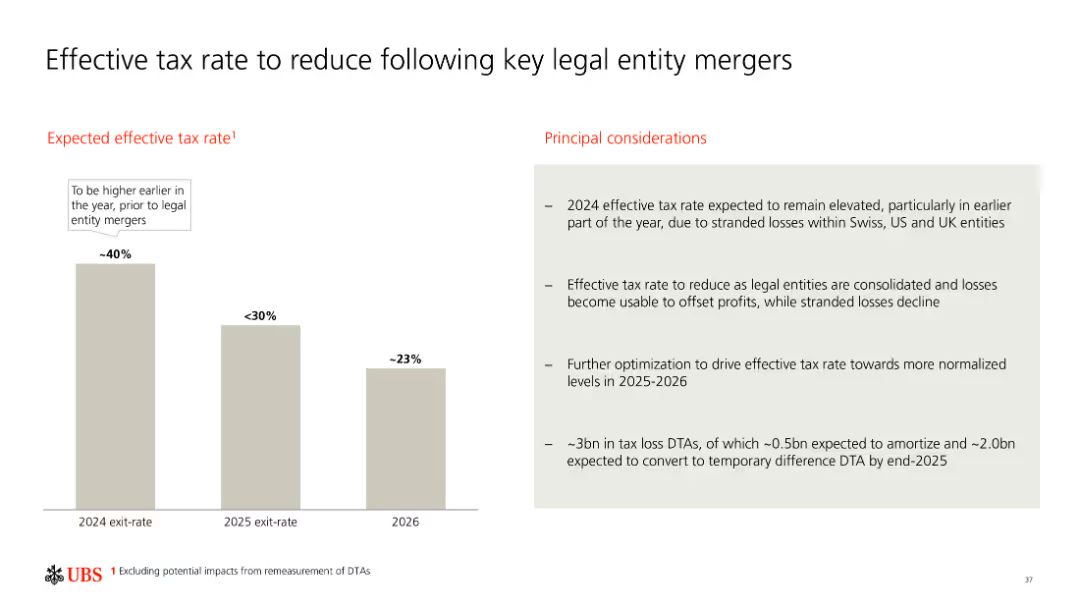 Effective tax rate to reduce following key legal entity mergers
Expected effective tax rate1
To be higher earlier in
the year, prior to legal
entity mergers
~40%
<30%
~23%
2024 exit-rate
2025 exit-rate
2026
Principal considerations
– 2024 effective tax rate expected to remain elevated, particularly in earlier
part of the year, due to stranded losses within Swiss, US and UK entities
– Effective tax rate to reduce as legal entities are consolidated and losses
become usable to offset profits, while stranded losses decline
– Further optimization to drive effective tax rate towards more normalized
levels in 2025-2026
– ~3bn in tax loss DTAs, of which ~0.5bn expected to amortize and ~2.0bn
expected to convert to temporary difference DTA by end-2025
UBS
1 Excluding potential impacts from remeasurement of DTAs
37